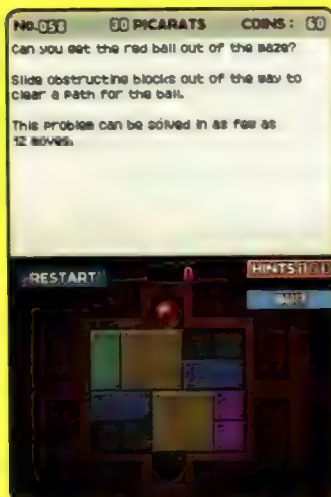 No.058 30 PICARATS COINS: 60
Can you get the red ball out of the maze?
Slide obstructing blocks out of the way to
clear a path for the ball.
This problem can be solved in as few as
12 moves.
RESTART 0 HINTS